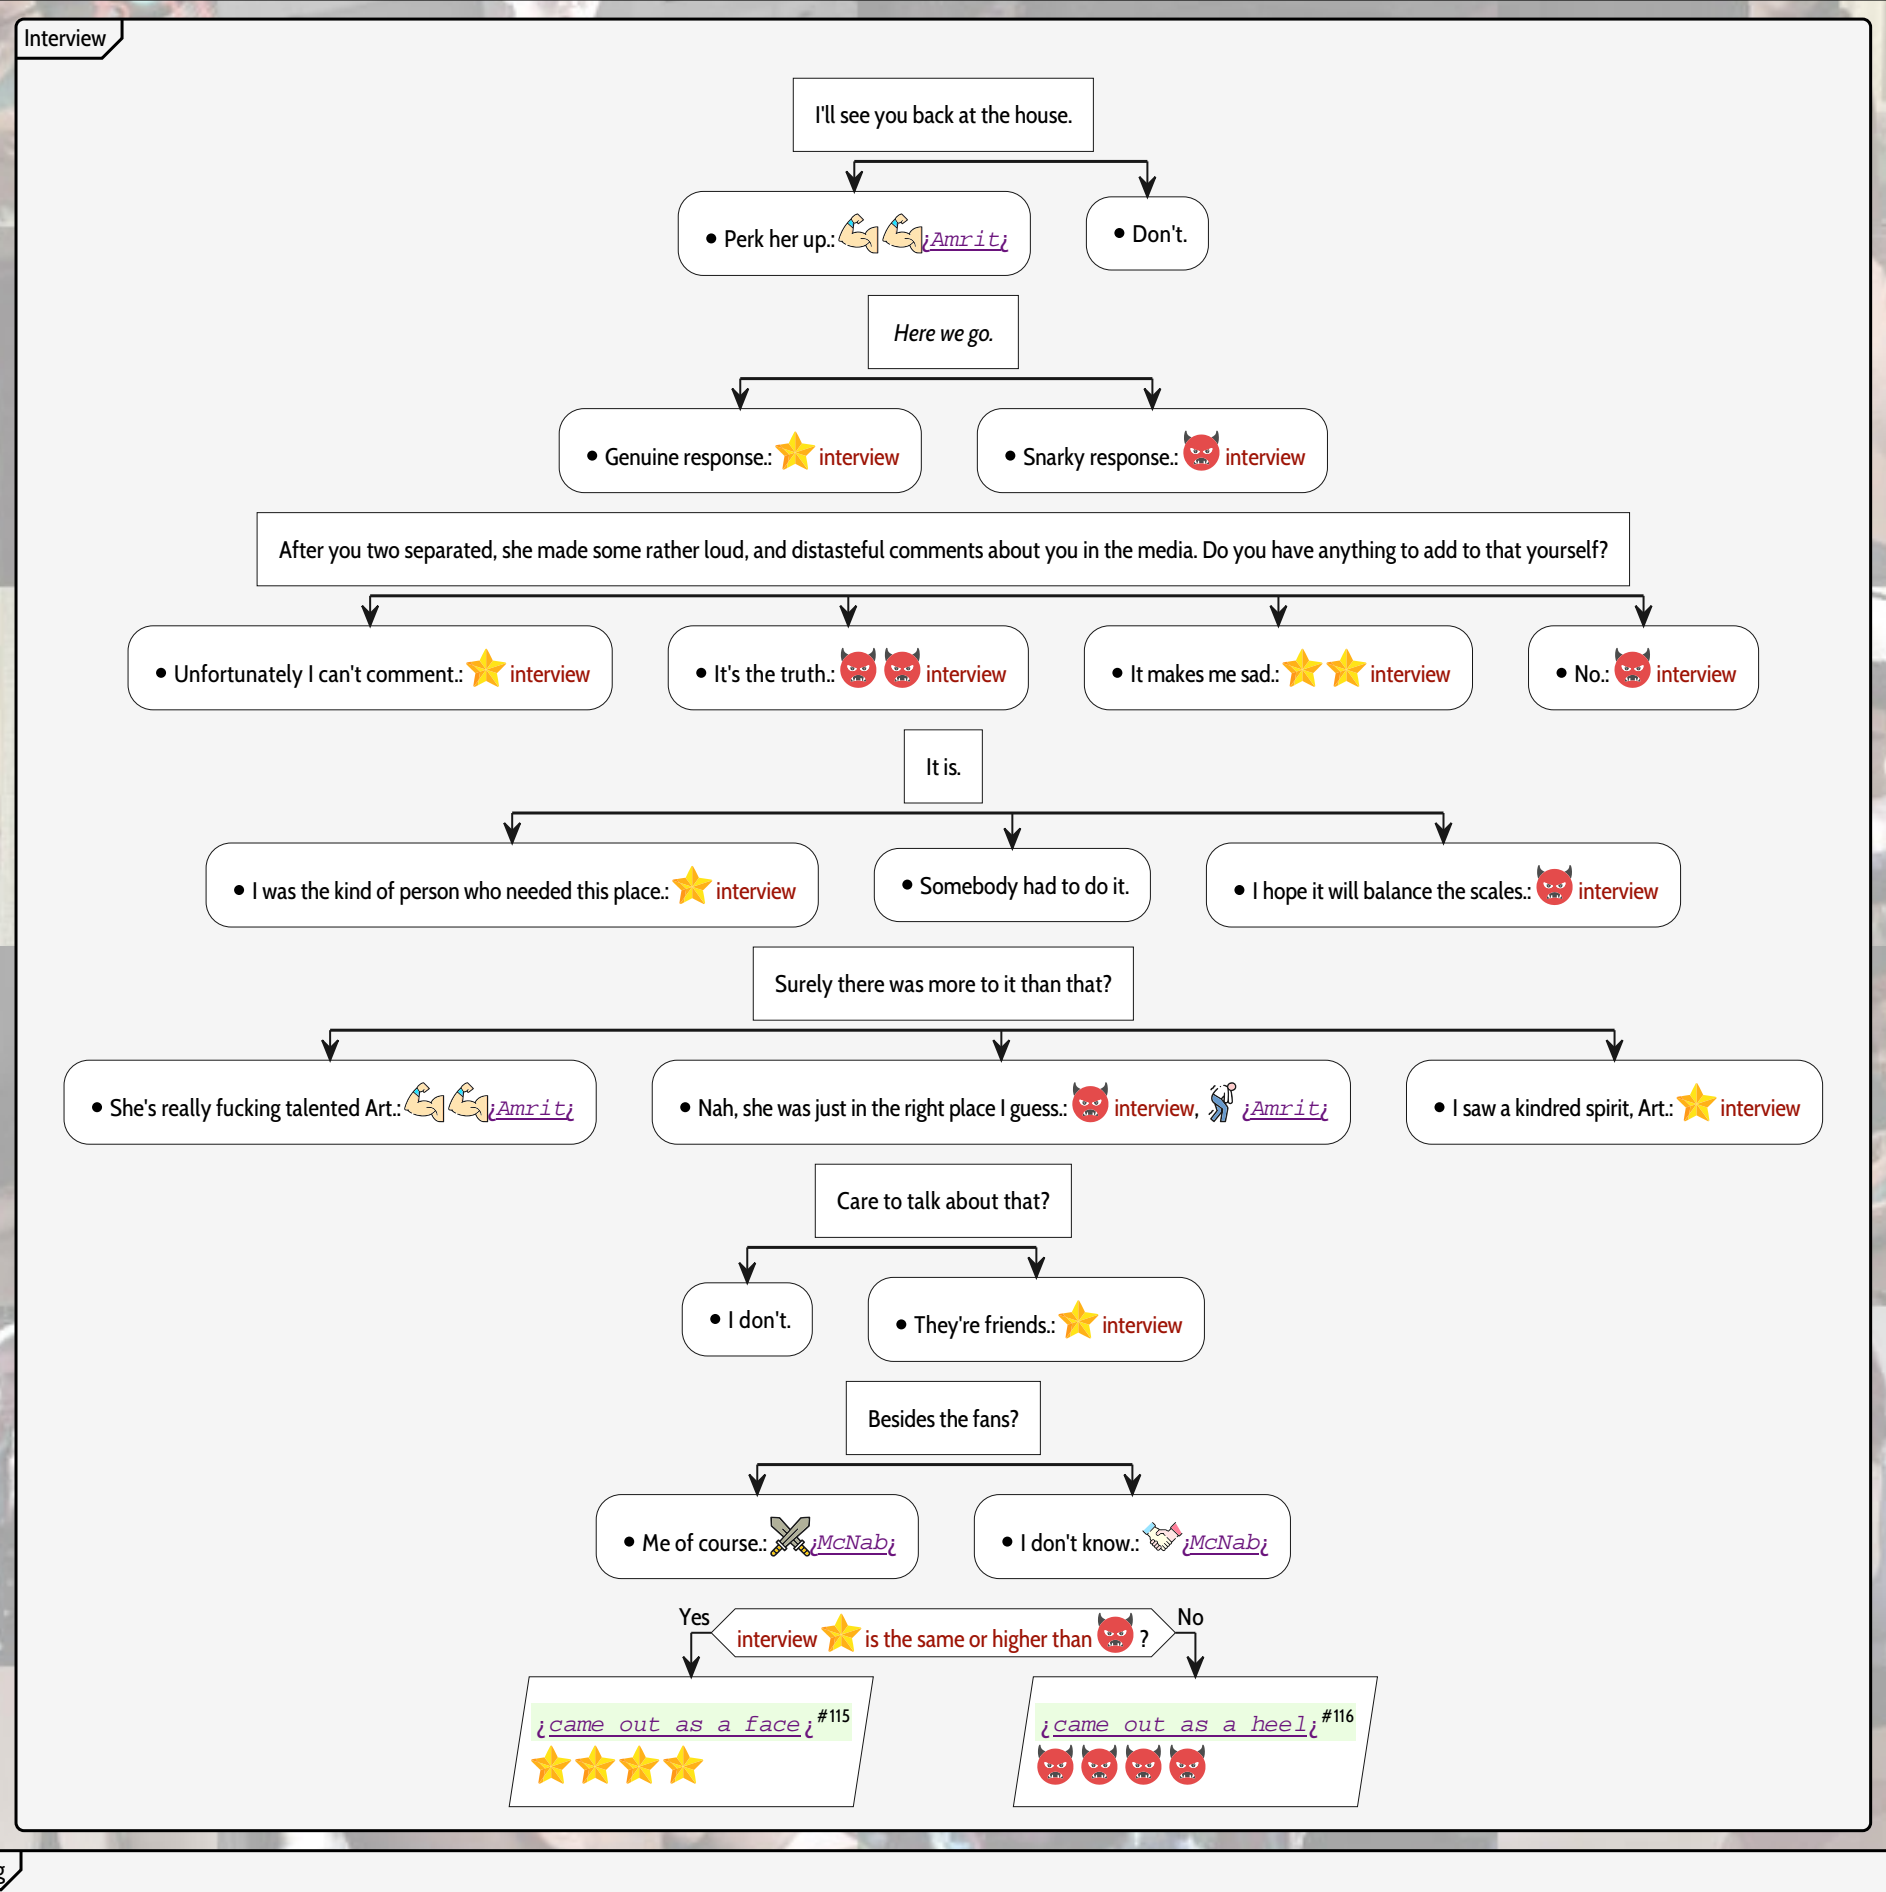 Interview
I'll see you back at the house.
• Perk her up.: ¿Amrit¿
• Don't.
Here we go.
• Genuine response.: interview
• Snarky response.: interview
After you two separated, she made some rather loud, and distasteful comments about you in the media. Do you have anything to add to that yourself?
• Unfortunately I can't comment.: interview
• It's the truth.: interview
• It makes me sad.: interview
• No.: interview
It is.
• I was the kind of person who needed this place.: interview
• Somebody had to do it.
• I hope it will balance the scales.: interview
Surely there was more to it than that?
• She's really fucking talented Art.: ¿Amrit¿
• Nah, she was just in the right place I guess.: interview, ¿Amrit¿
• I saw a kindred spirit, Art.: interview
Care to talk about that?
• I don't.
• They're friends.: interview
Besides the fans?
• Me of course.: ¿McNab¿
• I don't know.: ¿McNab¿
Yes
interview is the same or higher than ?
No
¿came out as a face¿ #115
¿came out as a heel¿ #116